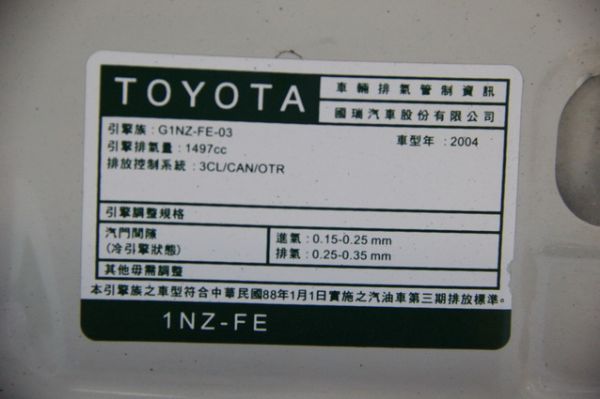 TOYOTA
車輛排氣管制資訊
國瑞汽車股份有限公司
引擎族：G1NZ-FE-03
車型年：2004
引擎排氣量：1497cc
排放控制系統：3CL/CAN/OTR
引擎調整規格
汽門間隙
(冷引擎狀態)
進氣：0.15-0.25 mm
排氣：0.25-0.35 mm
其他毋需調整
本引擎族之車型符合中華民國88年1月1日實施之汽油車第三期排放標準。
1NZ-FE